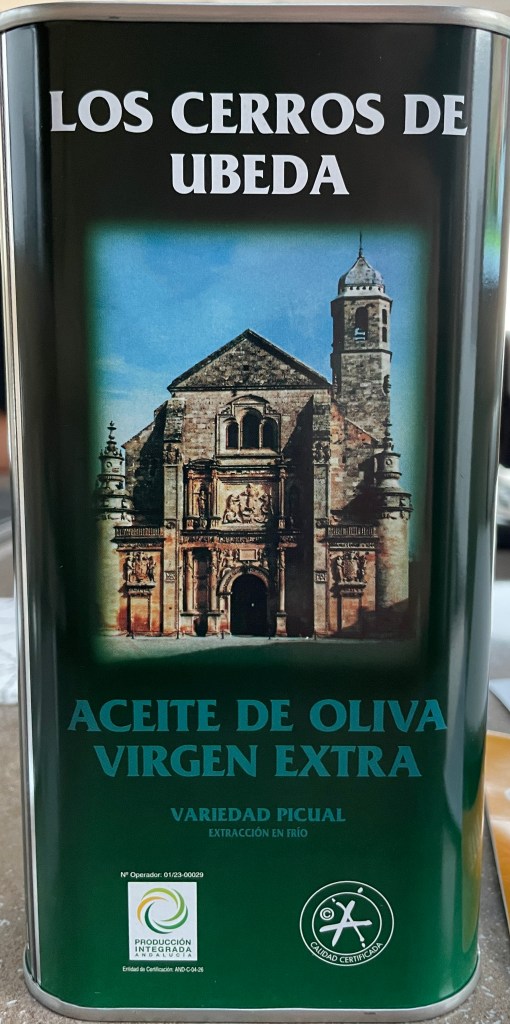 LOS CERROS DE
UBEDA
ACEITE DE OLIVA
VIRGEN EXTRA
VARIEDAD PICUAL
EXTRACCIÓN EN FRÍO
Nº Operador: 01/23-00029
PRODUCCIÓN
INTEGRADA
ANDALUCÍA
Entidad de Certificación: AND-C-04-26
©
CALIDAD CERTIFICADA